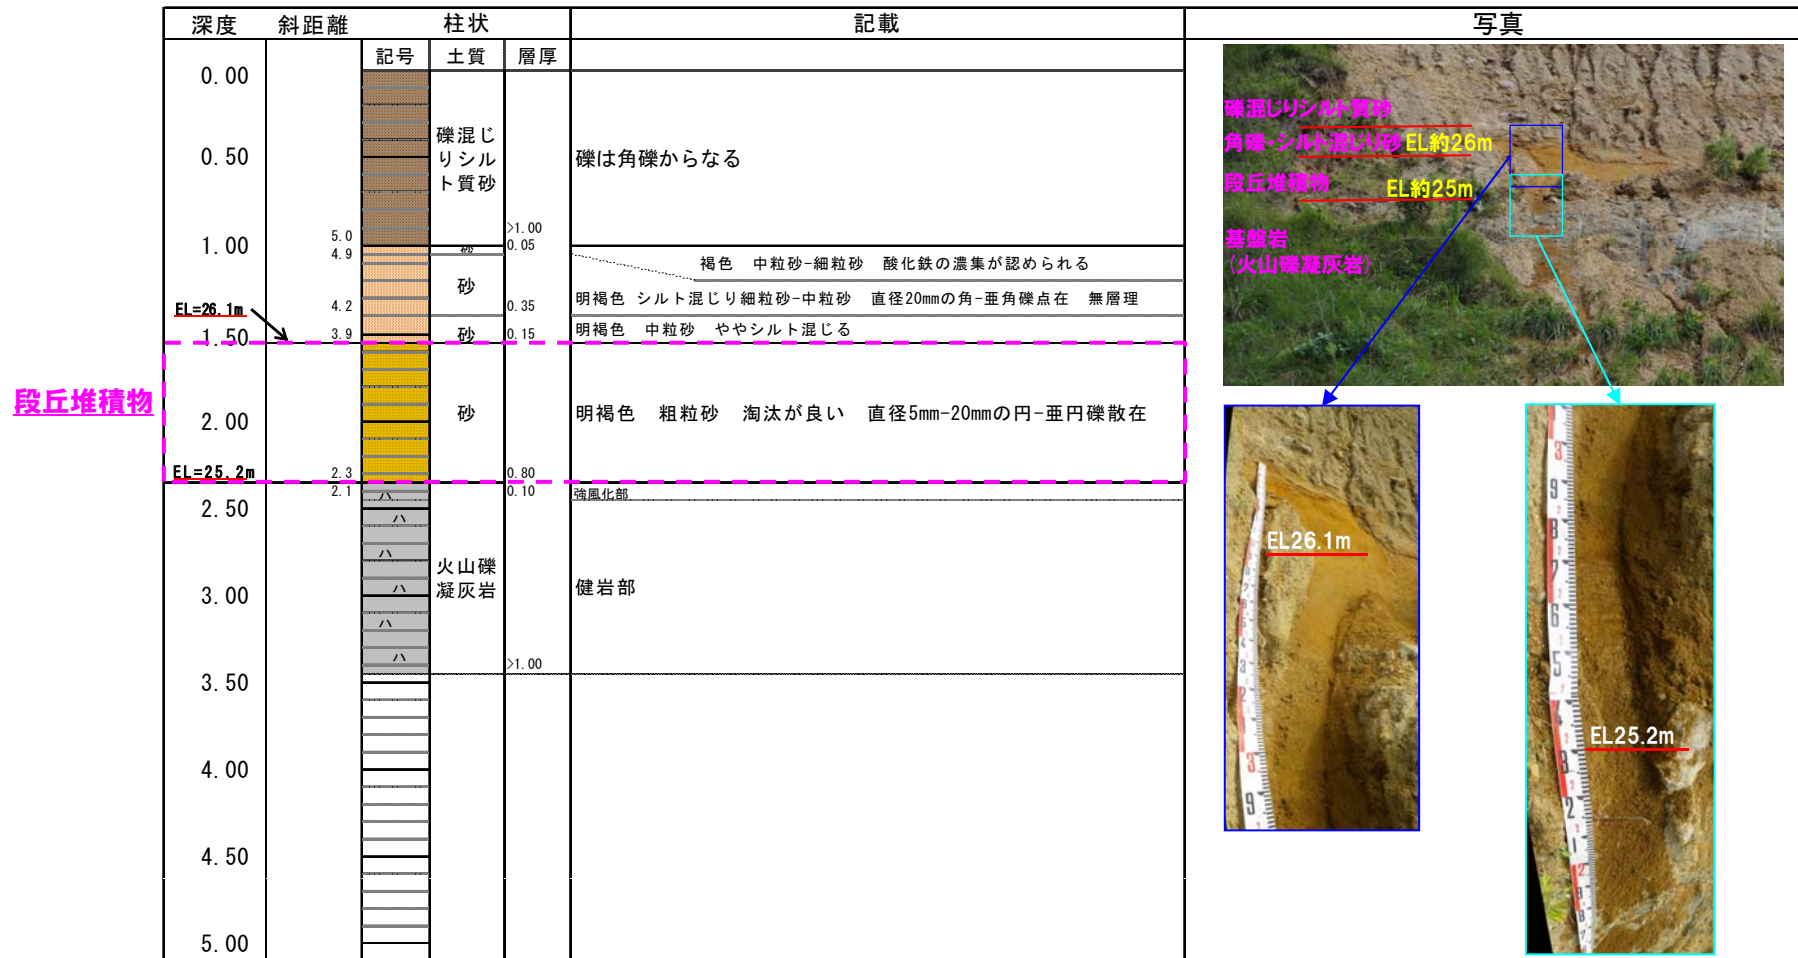 深度 斜距離 柱状 記載 写真
記号 土質 層厚
0.00
0.50
1.00
1.50
2.00
2.50
3.00
3.50
4.00
4.50
5.00
EL=26.1m
EL=25.2m
段丘堆積物
5.0
4.9
4.2
3.9
2.3
2.1
礫混じ
りシル
ト質砂
砂
砂
砂
砂
火山礫
凝灰岩
>1.00
0.05
0.35
0.15
0.80
0.10
>1.00
ハ
ハ
ハ
ハ
ハ
ハ
礫は角礫からなる
褐色 中粒砂-細粒砂 酸化鉄の濃集が認められる
明褐色 シルト混じり細粒砂-中粒砂 直径20mmの角-亜角礫点在 無層理
明褐色 中粒砂 ややシルト混じる
明褐色 粗粒砂 淘汰が良い 直径5mm-20mmの円-亜円礫散在
強風化部
健岩部
礫混じりシルト質砂
角礫・シルト混じり砂 EL約26m
段丘堆積物 EL約25m
基盤岩
(火山礫凝灰岩)
EL26.1m
EL25.2m